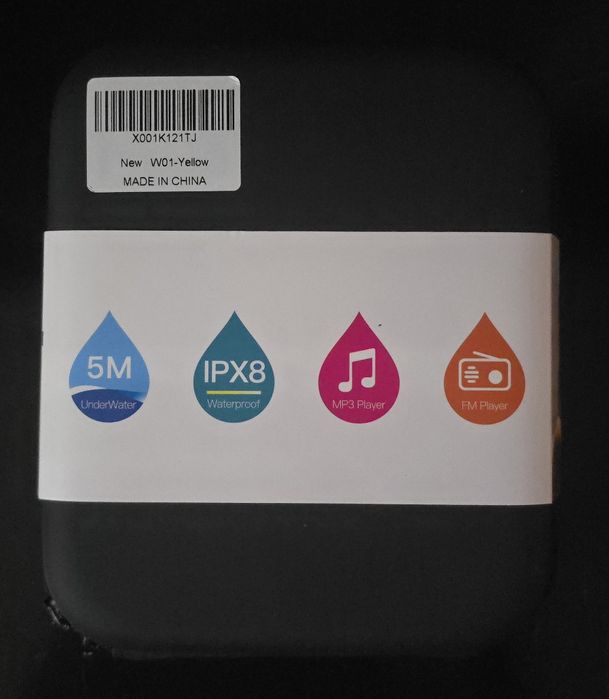 X001K121TJ
New W01-Yellow
MADE IN CHINA
5M
UnderWater
IPX8
Waterproof
MP3 Player
FM Player